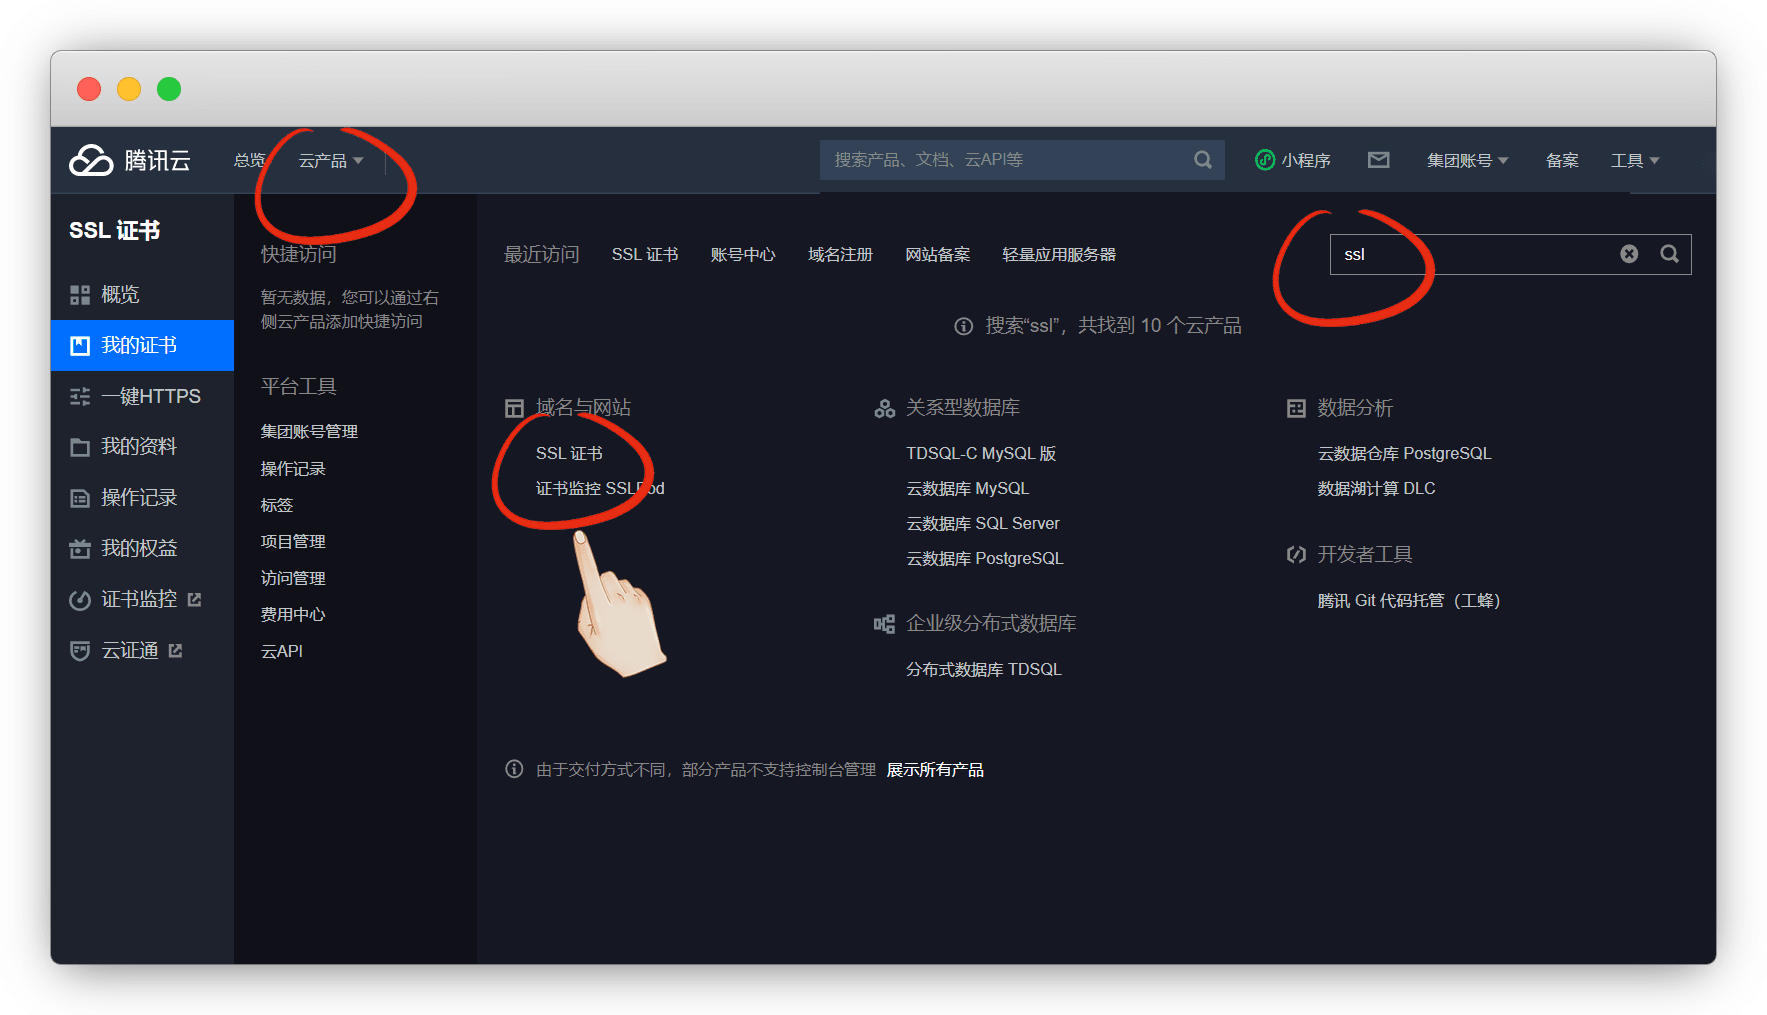 腾讯云
总览
云产品
搜索产品、文档、云API等
小程序
集团账号
备案
工具
SSL 证书
概览
我的证书
一键HTTPS
我的资料
操作记录
我的权益
证书监控
云证通
快捷访问
暂无数据，您可以通过右
侧云产品添加快捷访问
平台工具
集团账号管理
操作记录
标签
项目管理
访问管理
费用中心
云API
最近访问
SSL 证书
账号中心
域名注册
网站备案
轻量应用服务器
ssl
搜索“ssl”，共找到 10 个云产品
域名与网站
SSL 证书
证书监控 SSLPod
关系型数据库
TDSQL-C MySQL 版
云数据库 MySQL
云数据库 SQL Server
云数据库 PostgreSQL
企业级分布式数据库
分布式数据库 TDSQL
数据分析
云数据仓库 PostgreSQL
数据湖计算 DLC
开发者工具
腾讯 Git 代码托管（工蜂）
由于交付方式不同，部分产品不支持控制台管理 展示所有产品